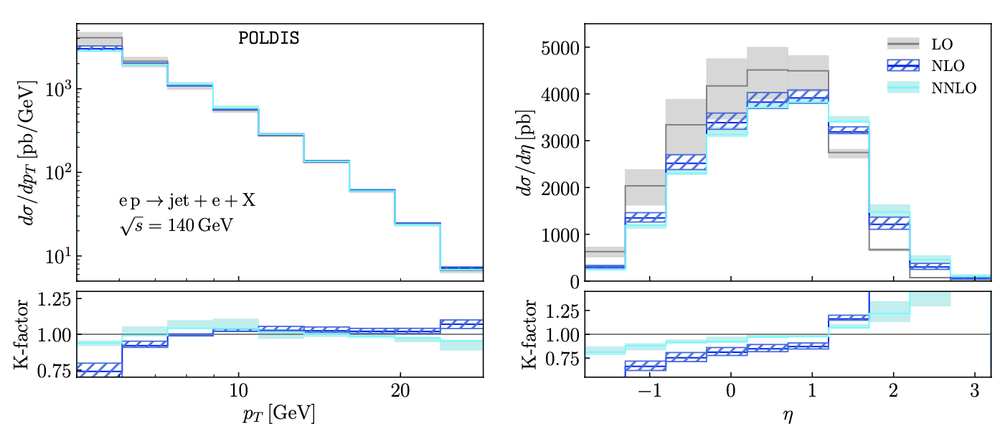 POLDIS
dσ/dp_T [pb/GeV]
10³
10²
10¹
e p → jet + e + X
√s = 140 GeV
K-factor
1.25
1.00
0.75
10
20
p_T [GeV]
dσ/dη [pb]
5000
4000
3000
2000
1000
0
LO
NLO
NNLO
K-factor
1.25
1.00
0.75
−1
0
1
2
3
η